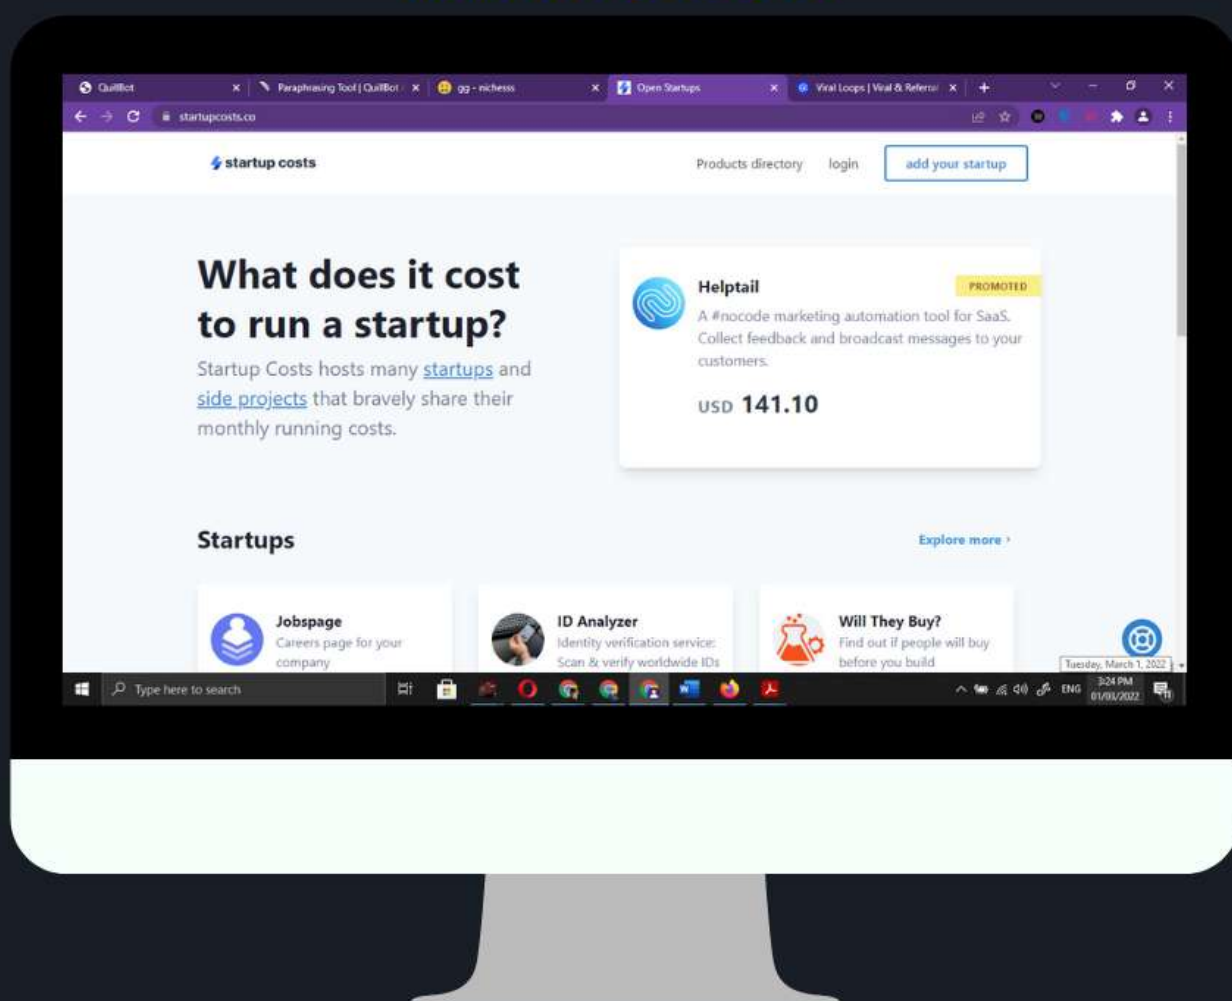 QuillBot
Paraphrasing Tool | QuillBot
gg - nichesss
Open Startups
Viral Loops | Viral & Referral
startupcosts.co
startup costs
Products directory
login
add your startup
What does it cost
to run a startup?
Startup Costs hosts many startups and
side projects that bravely share their
monthly running costs.
Helptail
PROMOTED
A #nocode marketing automation tool for SaaS.
Collect feedback and broadcast messages to your
customers.
USD 141.10
Startups
Explore more ›
Jobspage
Careers page for your
company
ID Analyzer
Identity verification service:
Scan & verify worldwide IDs
Will They Buy?
Find out if people will buy
before you build
Tuesday, March 1, 2022
Type here to search
ENG
3:24 PM
01/03/2022